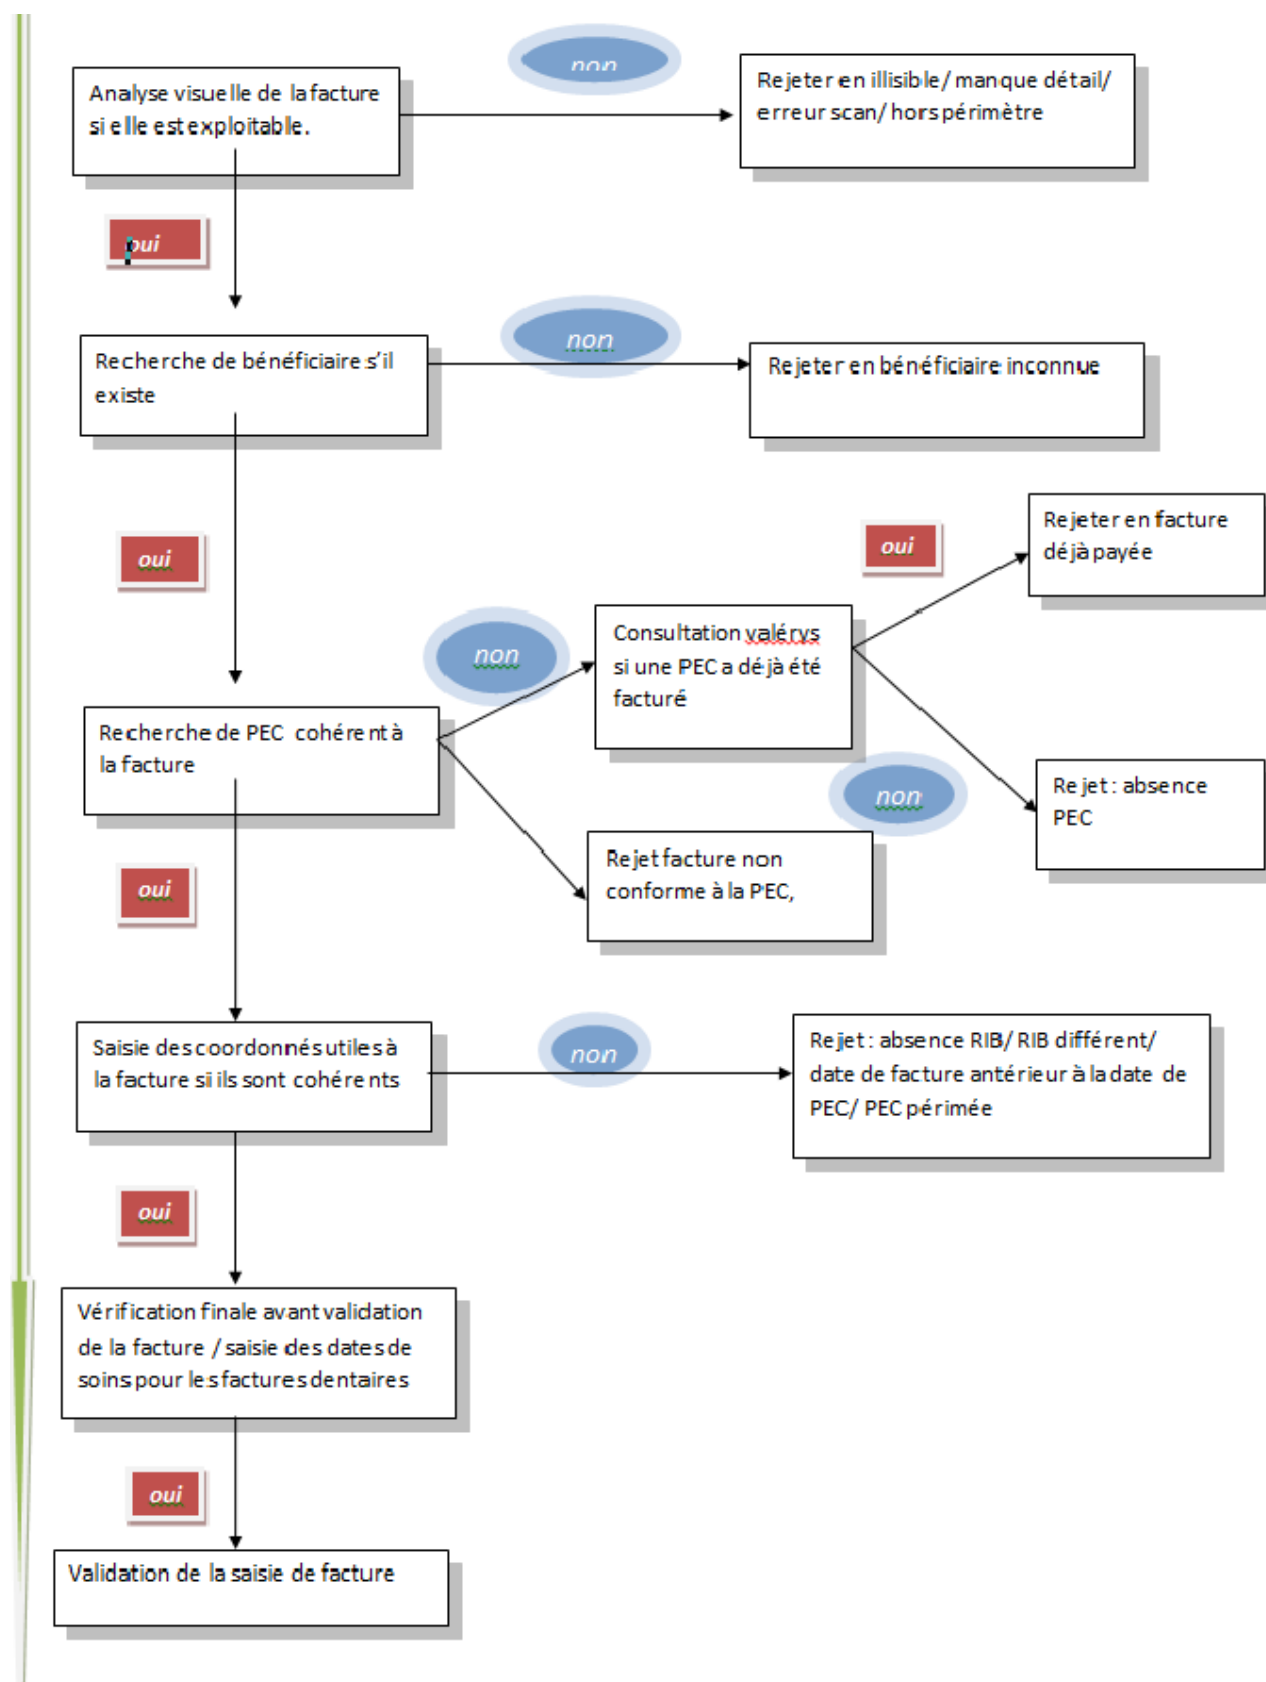 non
Analyse visuelle de la facture
si elle est exploitable.
Rejeter en illisible/ manque détail/
erreur scan/ hors périmètre
oui
Recherche de bénéficiaire s'il
existe
non
Rejeter en bénéficiaire inconnue
oui
non
Consultation valérys
si une PEC a déjà été
facturé
oui
Rejeter en facture
déjà payée
Recherche de PEC cohérent à
la facture
non
Rejet : absence
PEC
Rejet facture non
conforme à la PEC,
oui
Saisie des coordonnés utiles à
la facture si ils sont cohérents
non
Rejet : absence RIB/ RIB différent/
date de facture antérieur à la date de
PEC/ PEC périmée
oui
Vérification finale avant validation
de la facture / saisie des dates de
soins pour les factures dentaires
oui
Validation de la saisie de facture